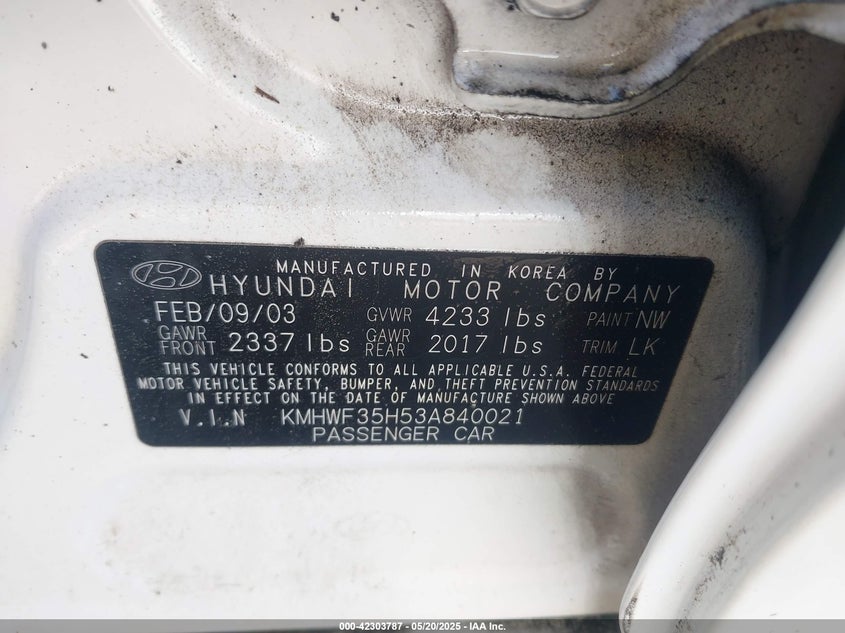 MANUFACTURED IN KOREA BY
HYUNDAI MOTOR COMPANY
FEB/09/03 GVWR 4233 lbs PAINT NW
GAWR FRONT 2337 lbs GAWR REAR 2017 lbs TRIM LK
THIS VEHICLE CONFORMS TO ALL APPLICABLE U.S.A. FEDERAL
MOTOR VEHICLE SAFETY, BUMPER, AND THEFT PREVENTION STANDARDS
IN EFFECT ON THE DATE OF MANUFACTURE SHOWN ABOVE
V.I.N KMHWF35H53A840021
PASSENGER CAR
000-42303787 - 05/20/2025 - IAA Inc.